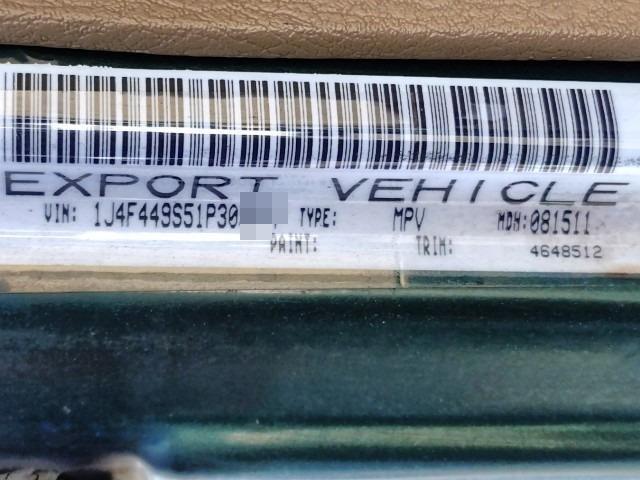 EXPORT VEHICLE
VIN: 1J4F449S51P30 TYPE: MPV MDH:081511
PAINT: TRIM: 4648512